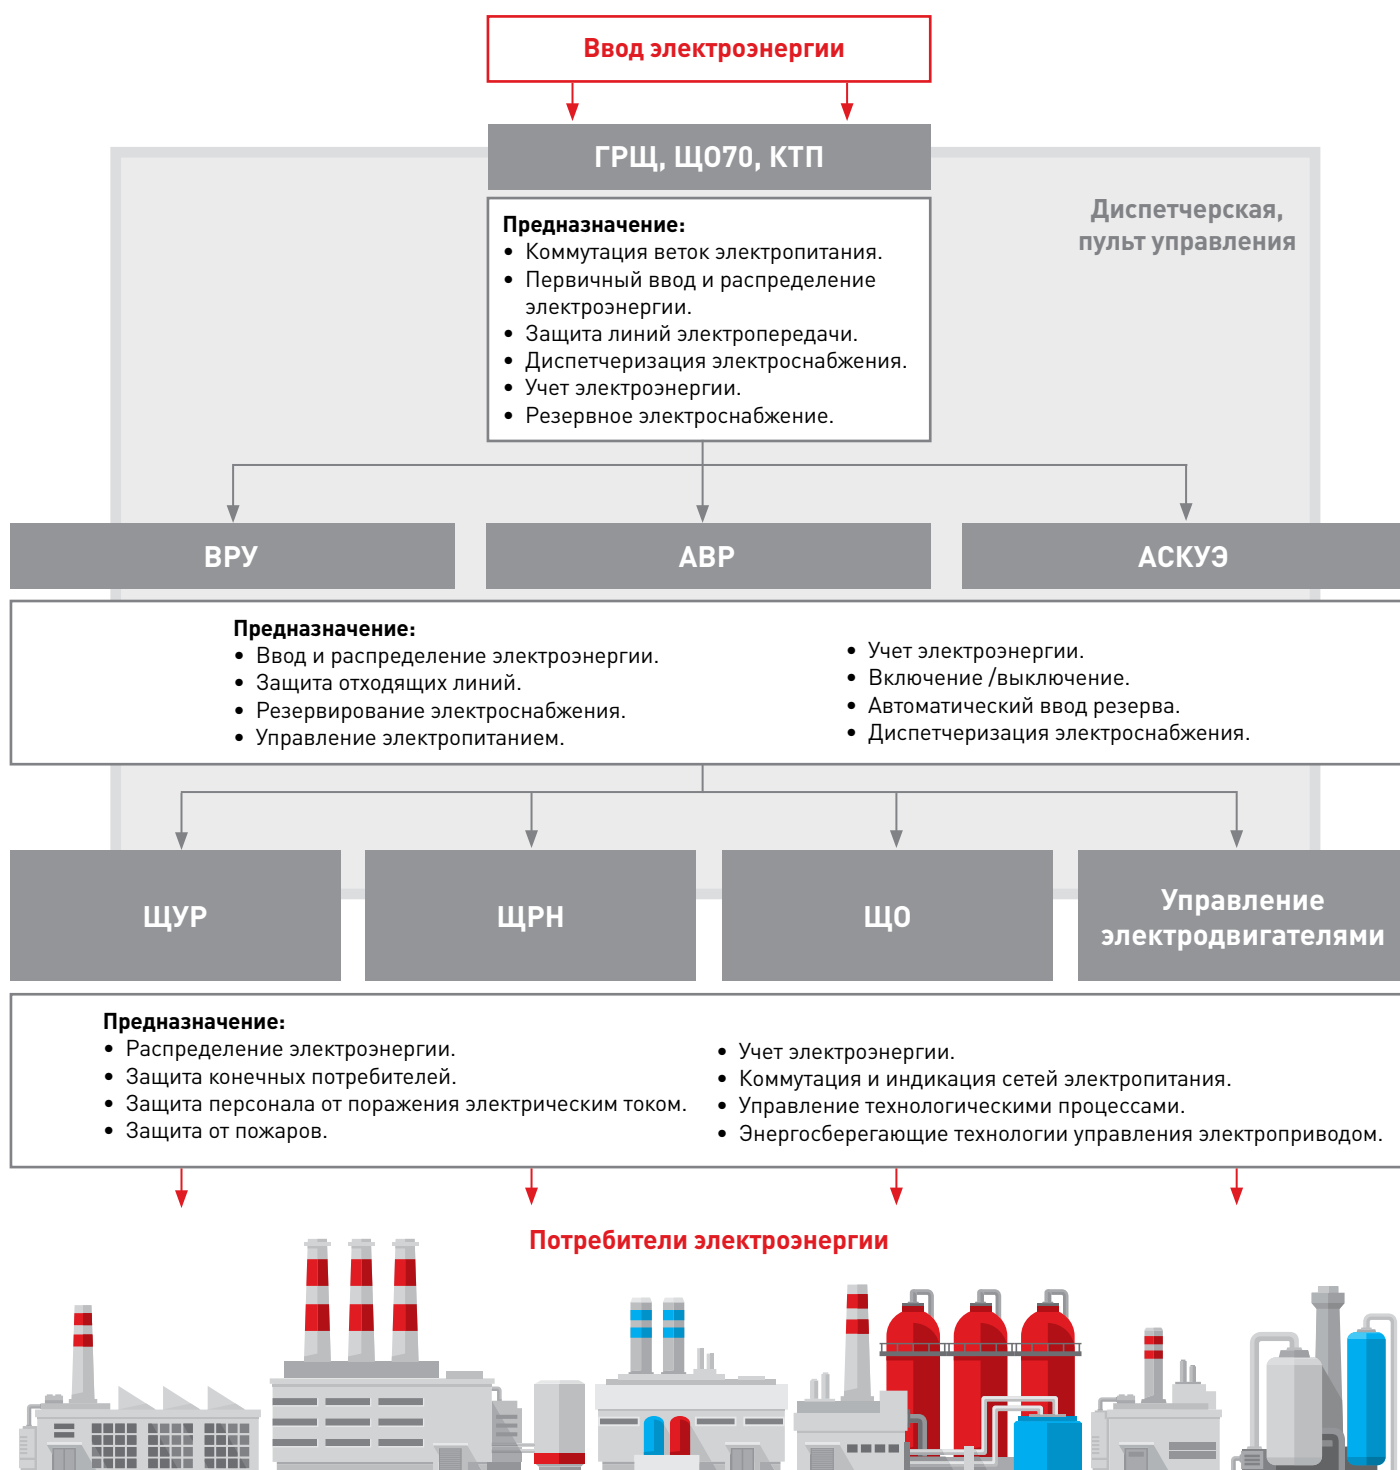 Ввод электроэнергии
ГРЩ, ЩО70, КТП
Диспетчерская,
пульт управления
Предназначение:
• Коммутация веток электропитания.
• Первичный ввод и распределение
электроэнергии.
• Защита линий электропередачи.
• Диспетчеризация электроснабжения.
• Учет электроэнергии.
• Резервное электроснабжение.
ВРУ
АВР
АСКУЭ
Предназначение:
• Ввод и распределение электроэнергии.
• Защита отходящих линий.
• Резервирование электроснабжения.
• Управление электропитанием.
• Учет электроэнергии.
• Включение /выключение.
• Автоматический ввод резерва.
• Диспетчеризация электроснабжения.
ЩУР
ЩРН
ЩО
Управление
электродвигателями
Предназначение:
• Распределение электроэнергии.
• Защита конечных потребителей.
• Защита персонала от поражения электрическим током.
• Защита от пожаров.
• Учет электроэнергии.
• Коммутация и индикация сетей электропитания.
• Управление технологическими процессами.
• Энергосберегающие технологии управления электроприводом.
Потребители электроэнергии